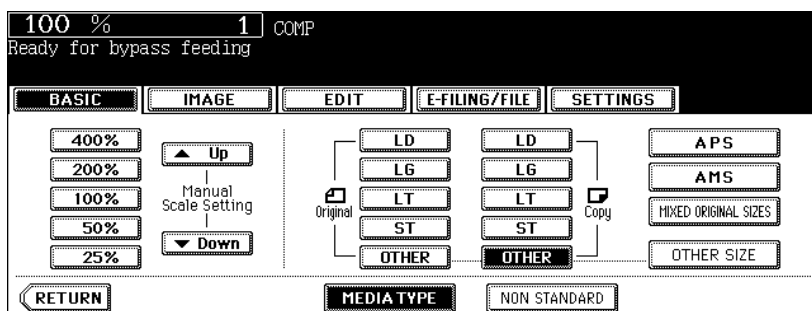 100 % 1 COMP
Ready for bypass feeding
BASIC IMAGE EDIT E-FILING/FILE SETTINGS
400% LD LD APS
Up
200% LG LG AMS
100% Manual Scale Setting Original LT LT Copy MIXED ORIGINAL SIZES
50% ST ST
Down
25% OTHER OTHER OTHER SIZE
RETURN MEDIA TYPE NON STANDARD